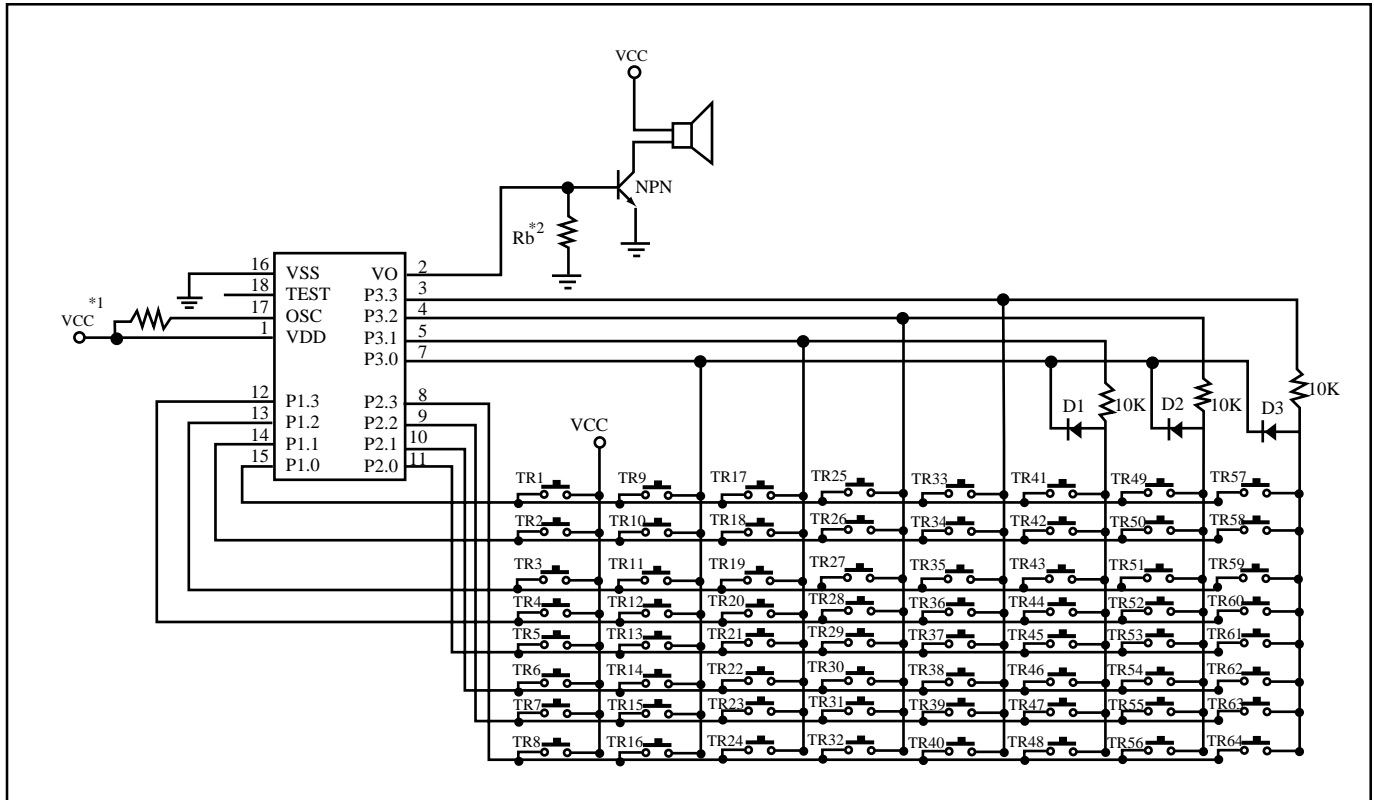 VCC
NPN
Rb*2
16 VSS VO 2
18 TEST P3.3 3
17 OSC P3.2 4
1 VDD P3.1 5
P3.0 7
*1
VCC
12 P1.3 P2.3 8
13 P1.2 P2.2 9
14 P1.1 P2.1 10
15 P1.0 P2.0 11
VCC
D1 10K D2 10K D3 10K
TR1 TR9 TR17 TR25 TR33 TR41 TR49 TR57
TR2 TR10 TR18 TR26 TR34 TR42 TR50 TR58
TR3 TR11 TR19 TR27 TR35 TR43 TR51 TR59
TR4 TR12 TR20 TR28 TR36 TR44 TR52 TR60
TR5 TR13 TR21 TR29 TR37 TR45 TR53 TR61
TR6 TR14 TR22 TR30 TR38 TR46 TR54 TR62
TR7 TR15 TR23 TR31 TR39 TR47 TR55 TR63
TR8 TR16 TR24 TR32 TR40 TR48 TR56 TR64